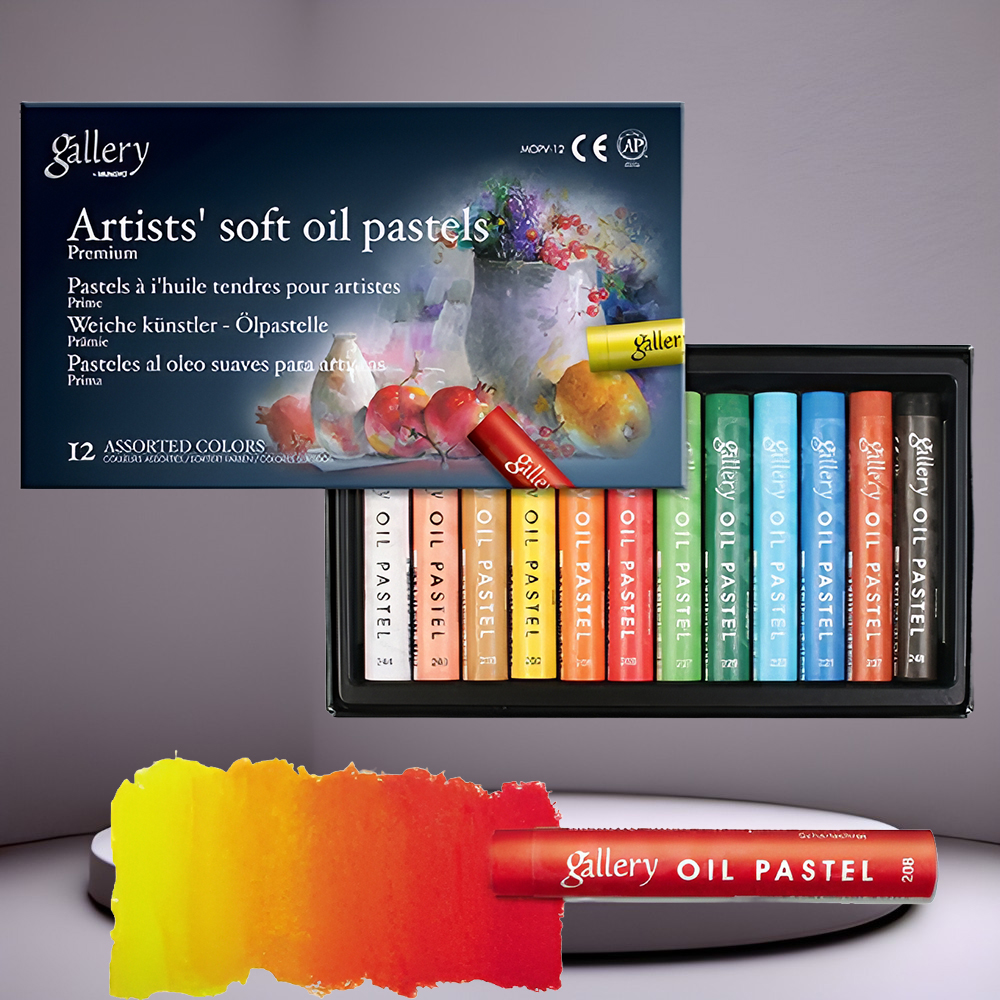 gallery
MUNGYO
MOPV-12 CE AP
Artists' soft oil pastels
Premium
Pastels à l'huile tendres pour artistes
Prime
Weiche künstler - Ölpastelle
Prämie
Pasteles al oleo suaves para
Prima
12 ASSORTED COLORS
galler
galle
OIL PASTEL
OIL PASTEL
OIL PASTEL
OIL PASTEL
OIL PASTEL
OIL PASTEL
OIL PASTEL
gallery OIL PASTEL
gallery OIL PASTEL
gallery OIL PASTEL
gallery OIL PASTEL
gallery OIL PASTEL
gallery OIL PASTEL 208